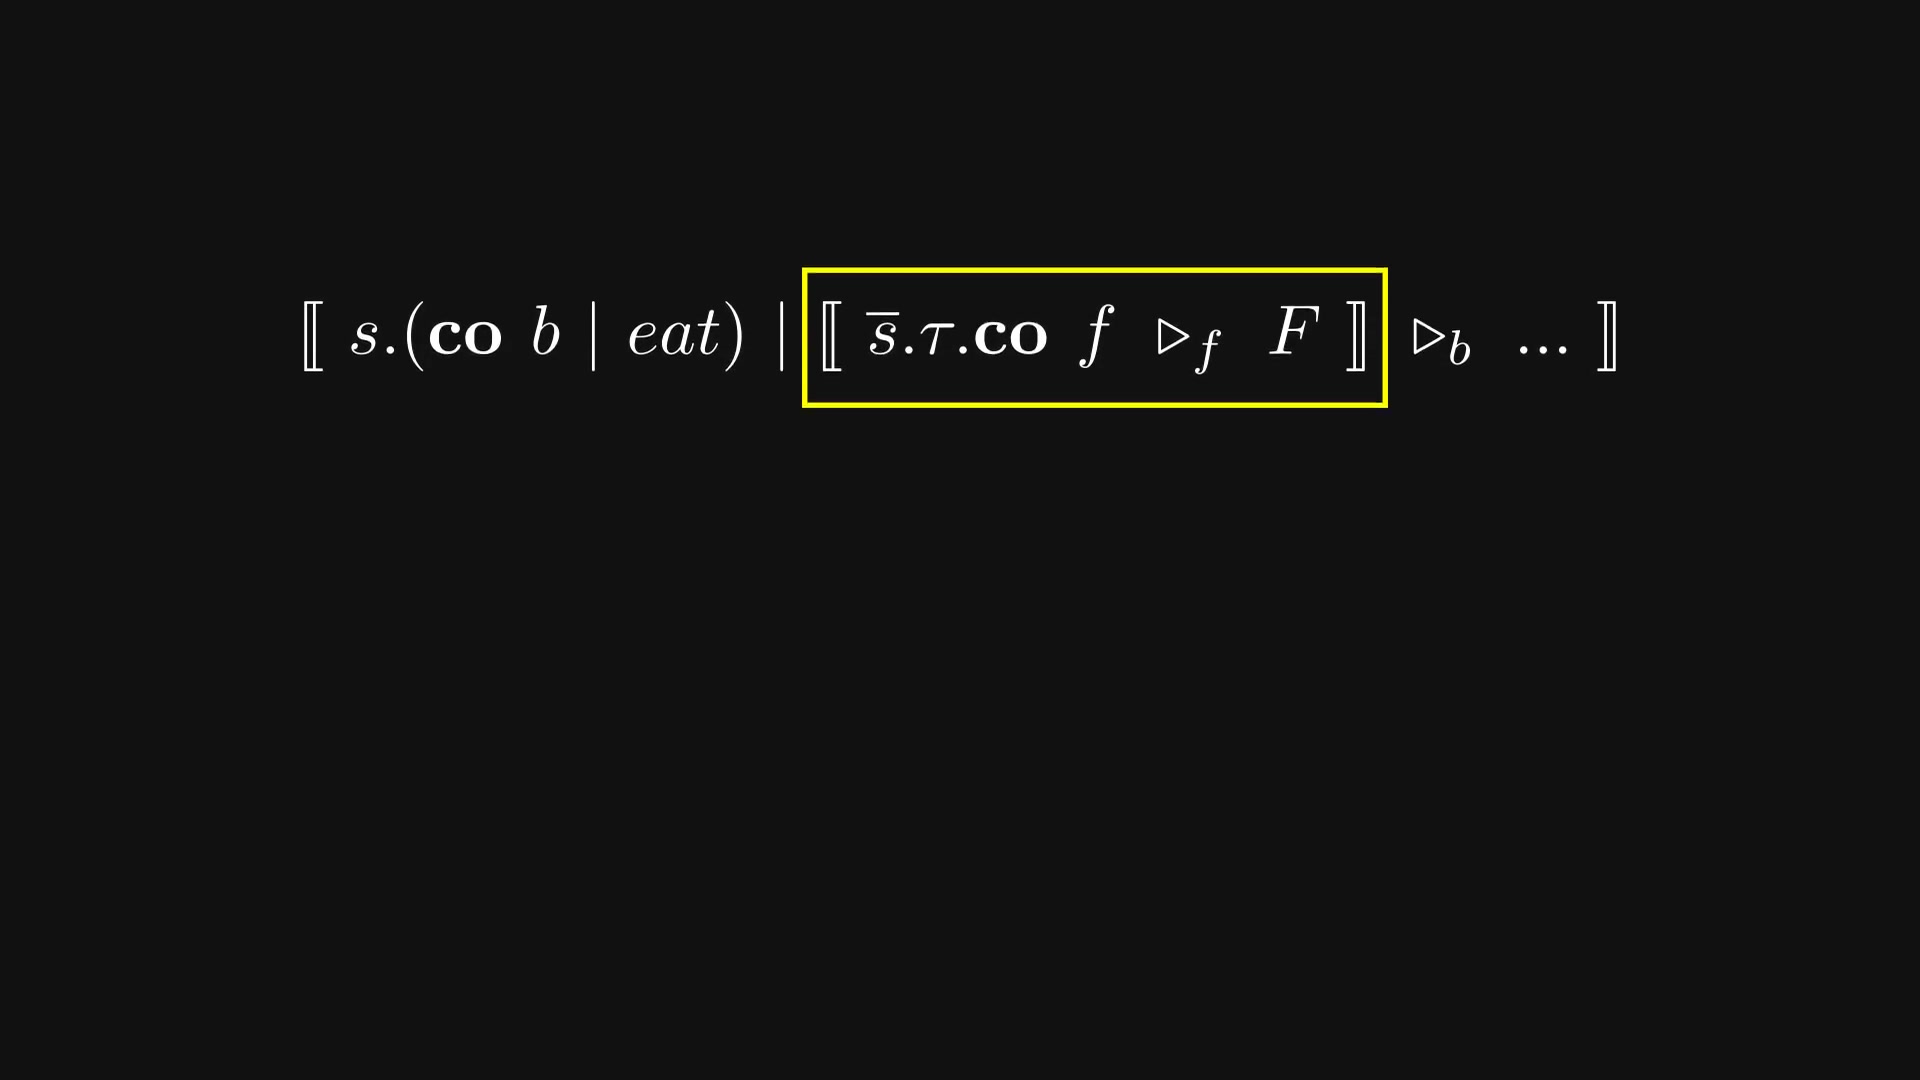 ⟦ s.(co b | eat) | ⟦ s̅.τ.co f ▷_f F ⟧ ▷_b ... ⟧